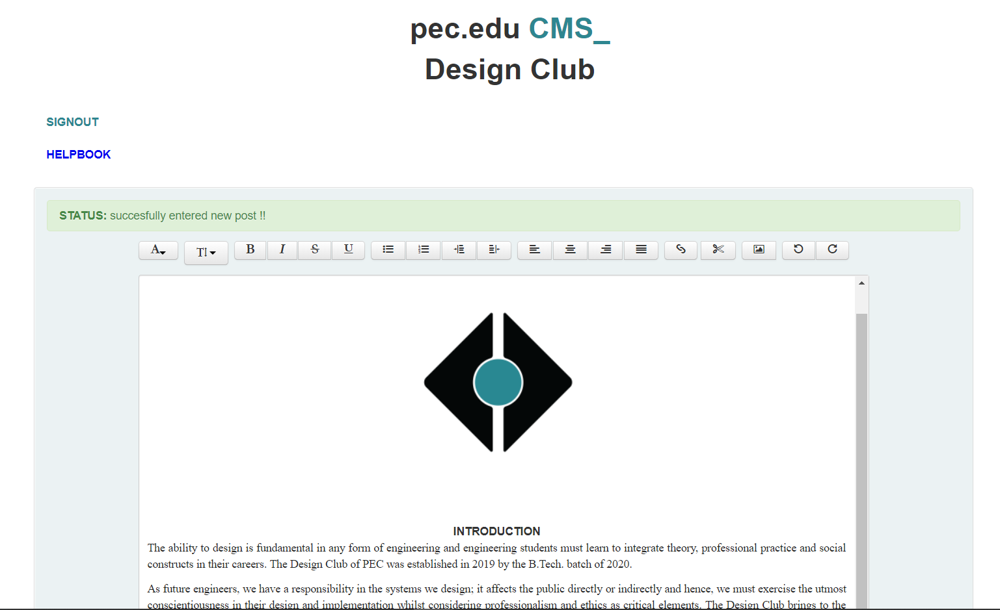 pec.edu CMS_
Design Club
SIGNOUT
HELPBOOK
STATUS: succesfully entered new post !!
A T B I S U
INTRODUCTION
The ability to design is fundamental in any form of engineering and engineering students must learn to integrate theory, professional practice and social
constructs in their careers. The Design Club of PEC was established in 2019 by the B.Tech. batch of 2020.
As future engineers, we have a responsibility in the systems we design; it affects the public directly or indirectly and hence, we must exercise the utmost
conscientiousness in their design and implementation whilst considering professionalism and ethics as critical elements. The Design Club brings to the